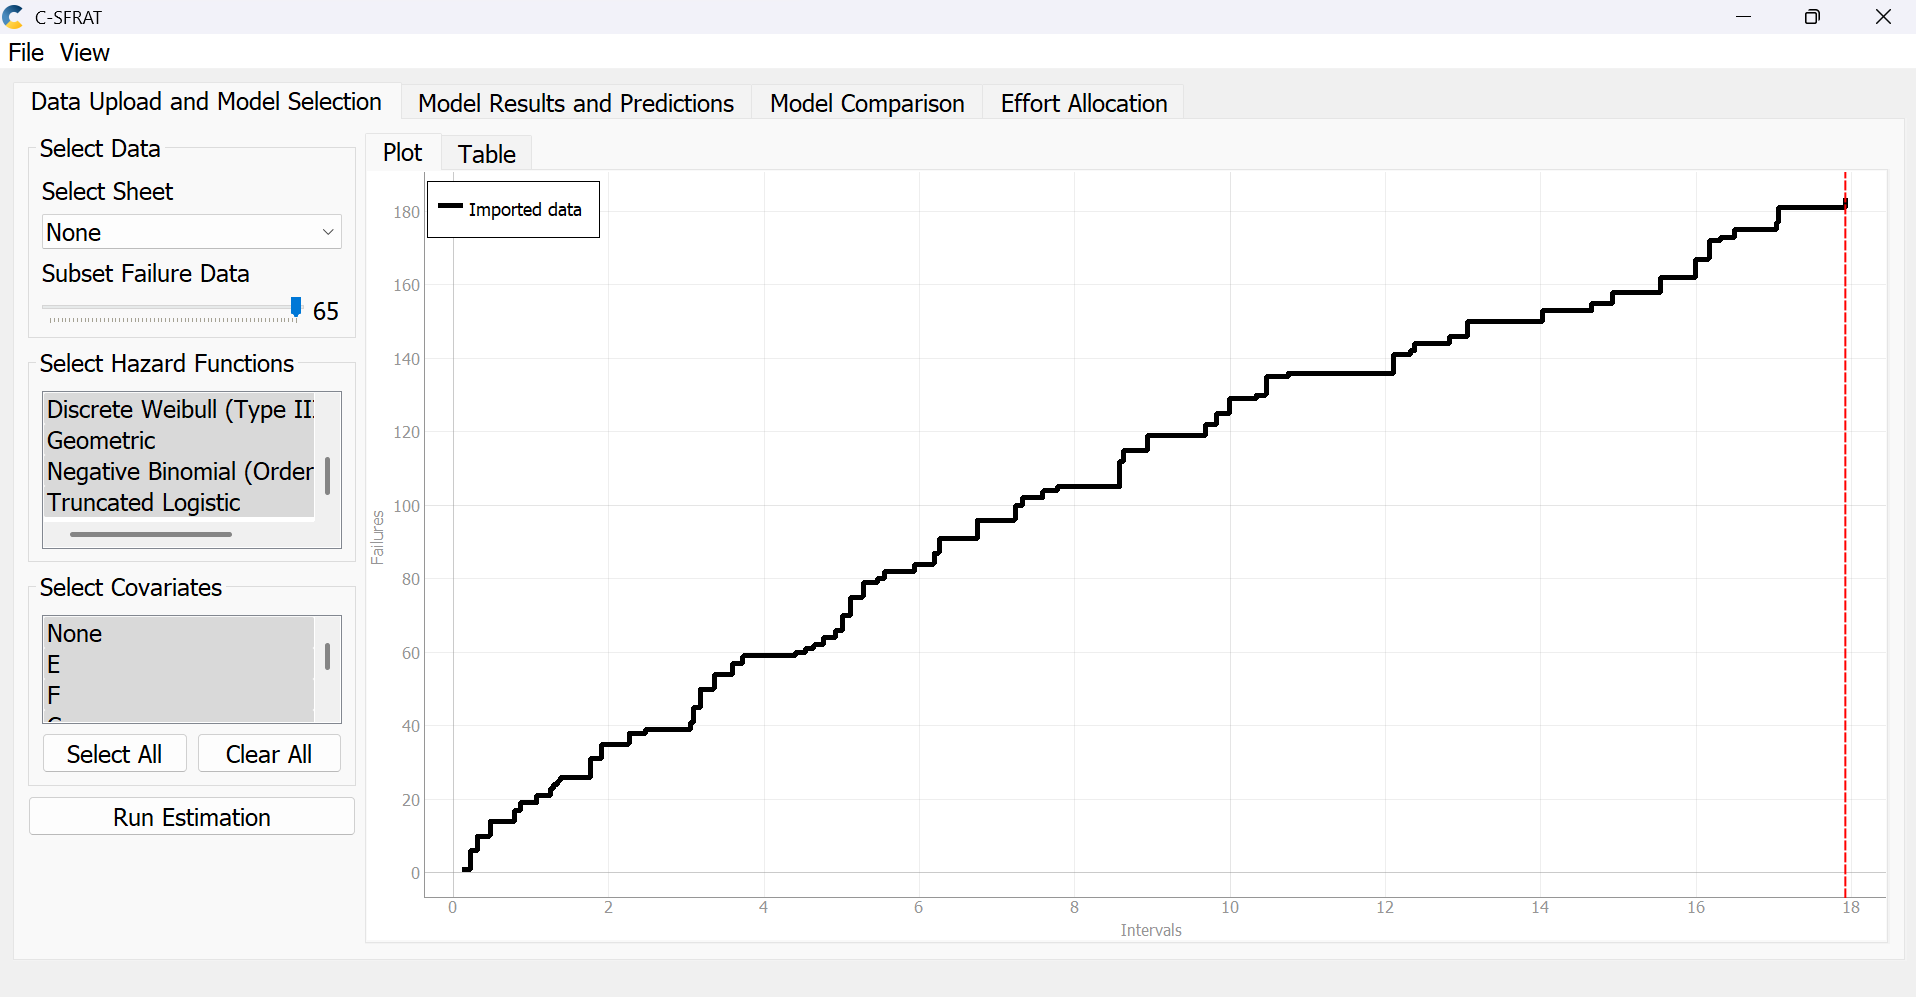 C-SFRAT
File View
Data Upload and Model Selection
Model Results and Predictions
Model Comparison
Effort Allocation
Select Data
Select Sheet
None
Subset Failure Data
65
Select Hazard Functions
Discrete Weibull (Type II
Geometric
Negative Binomial (Order
Truncated Logistic
Select Covariates
None
E
F
Select All
Clear All
Run Estimation
Plot
Table
Imported data
Failures
180
160
140
120
100
80
60
40
20
0
0 2 4 6 8 10 12 14 16 18
Intervals